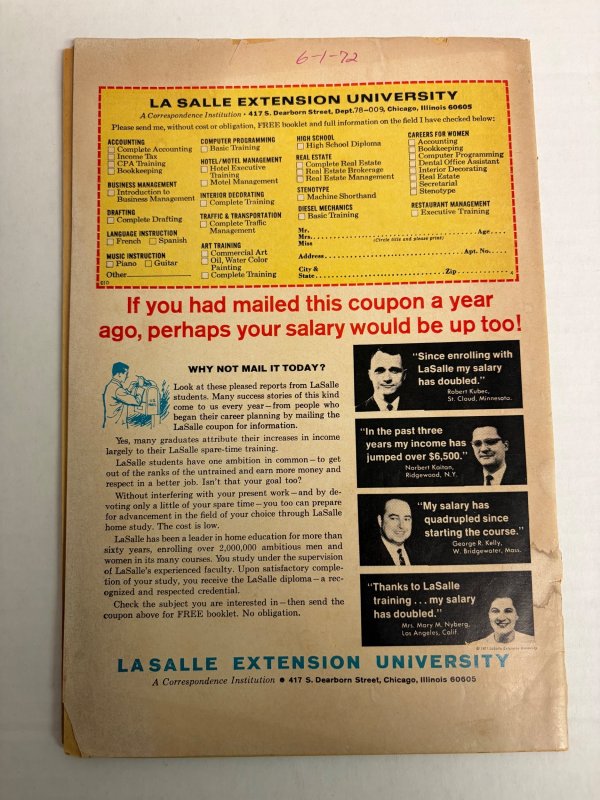 6-1-72
LA SALLE EXTENSION UNIVERSITY
A Correspondence Institution • 417 S. Dearborn Street, Dept. 78-009, Chicago, Illinois 60605
Please send me, without cost or obligation, FREE booklet and full information on the field I have checked below:
ACCOUNTING
Complete Accounting
Income Tax
CPA Training
Bookkeeping
BUSINESS MANAGEMENT
Introduction to
Business Management
DRAFTING
Complete Drafting
LANGUAGE INSTRUCTION
French Spanish
MUSIC INSTRUCTION
Piano Guitar
Other
COMPUTER PROGRAMMING
Basic Training
HOTEL/MOTEL MANAGEMENT
Hotel Executive
Training
Motel Management
INTERIOR DECORATING
Complete Training
TRAFFIC & TRANSPORTATION
Complete Traffic
Management
ART TRAINING
Commercial Art
Oil, Water Color
Painting
Complete Training
HIGH SCHOOL
High School Diploma
REAL ESTATE
Complete Real Estate
Real Estate Brokerage
Real Estate Management
STENOTYPE
Machine Shorthand
DIESEL MECHANICS
Basic Training
CAREERS FOR WOMEN
Accounting
Bookkeeping
Computer Programming
Dental Office Assistant
Interior Decorating
Real Estate
Secretarial
Stenotype
RESTAURANT MANAGEMENT
Executive Training
Mr.
Mrs. Age
Miss (Circle title and please print)
Address Apt. No.
City &
State Zip
If you had mailed this coupon a year
ago, perhaps your salary would be up too!
WHY NOT MAIL IT TODAY?
Look at these pleased reports from LaSalle
students. Many success stories of this kind
come to us every year—from people who
began their career planning by mailing the
LaSalle coupon for information.
Yes, many graduates attribute their increases in income
largely to their LaSalle spare-time training.
LaSalle students have one ambition in common—to get
out of the ranks of the untrained and earn more money and
respect in a better job. Isn't that your goal too?
Without interfering with your present work—and by de-
voting only a little of your spare time—you too can prepare
for advancement in the field of your choice through LaSalle
home study. The cost is low.
LaSalle has been a leader in home education for more than
sixty years, enrolling over 2,000,000 ambitious men and
women in its many courses. You study under the supervision
of LaSalle's experienced faculty. Upon satisfactory comple-
tion of your study, you receive the LaSalle diploma—a rec-
ognized and respected credential.
Check the subject you are interested in—then send the
coupon above for FREE booklet. No obligation.
"Since enrolling with
LaSalle my salary
has doubled."
Robert Kubec,
St. Cloud, Minnesota.
"In the past three
years my income has
jumped over $6,500."
Norbert Kaitan,
Ridgewood, N.Y.
"My salary has
quadrupled since
starting the course."
George R. Kelly,
W. Bridgewater, Mass.
"Thanks to LaSalle
training ... my salary
has doubled."
Mrs. Mary M. Nyberg,
Los Angeles, Calif.
© 1971 LaSalle Extension University
LASALLE EXTENSION UNIVERSITY
A Correspondence Institution • 417 S. Dearborn Street, Chicago, Illinois 60605